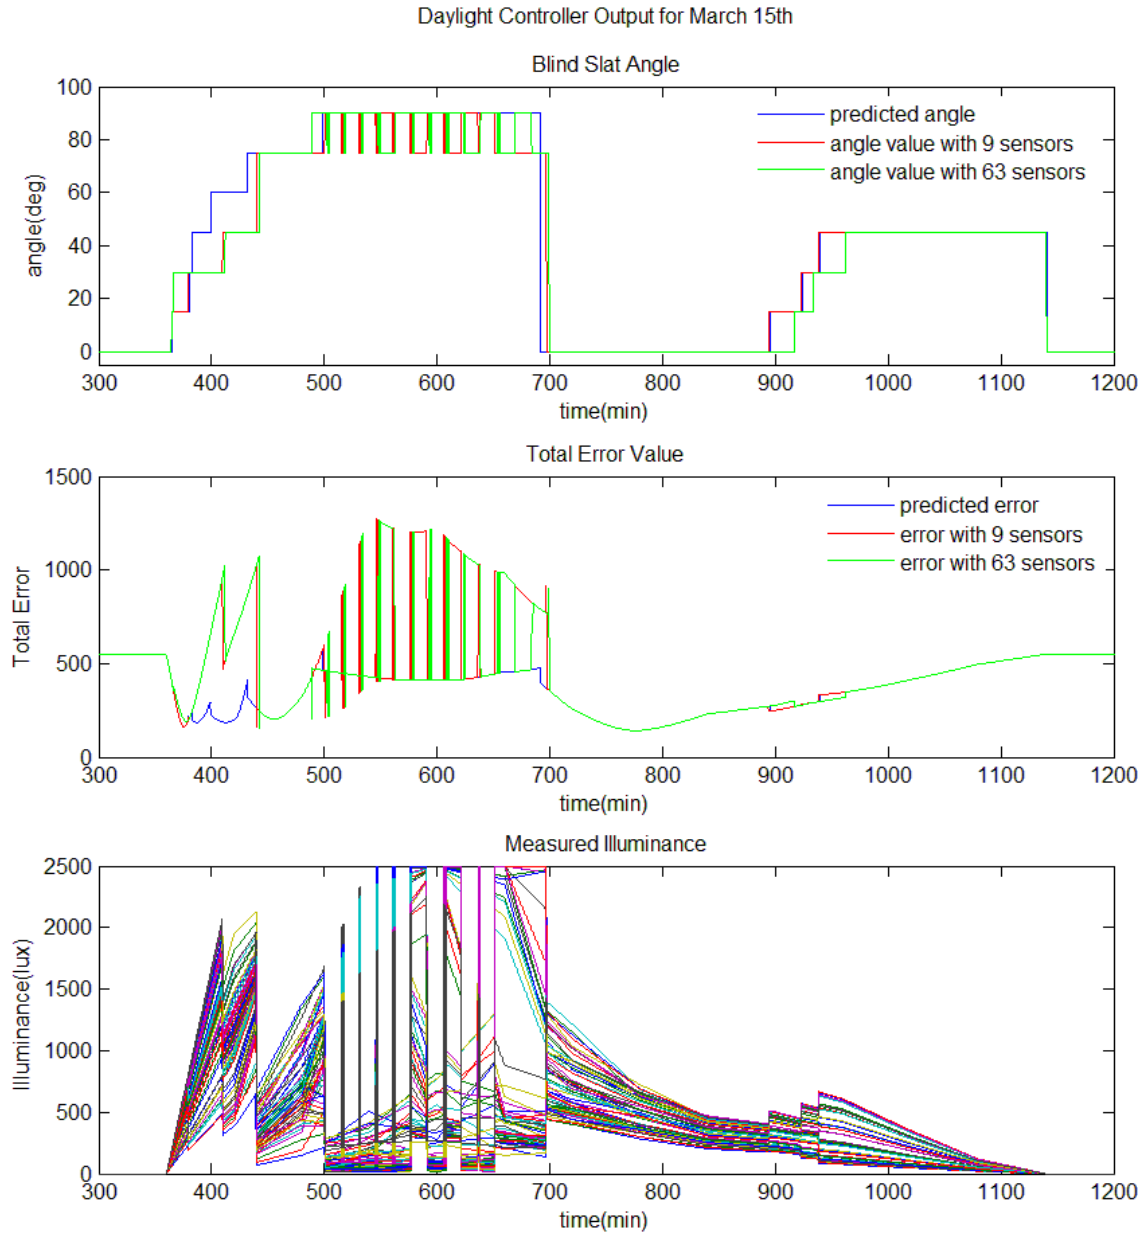 Daylight Controller Output for March 15th
Blind Slat Angle
100
80
60
40
20
0
angle(deg)
predicted angle
angle value with 9 sensors
angle value with 63 sensors
300 400 500 600 700 800 900 1000 1100 1200
time(min)
Total Error Value
1500
1000
500
0
Total Error
predicted error
error with 9 sensors
error with 63 sensors
300 400 500 600 700 800 900 1000 1100 1200
time(min)
Measured Illuminance
2500
2000
1500
1000
500
0
Illuminance(lux)
300 400 500 600 700 800 900 1000 1100 1200
time(min)